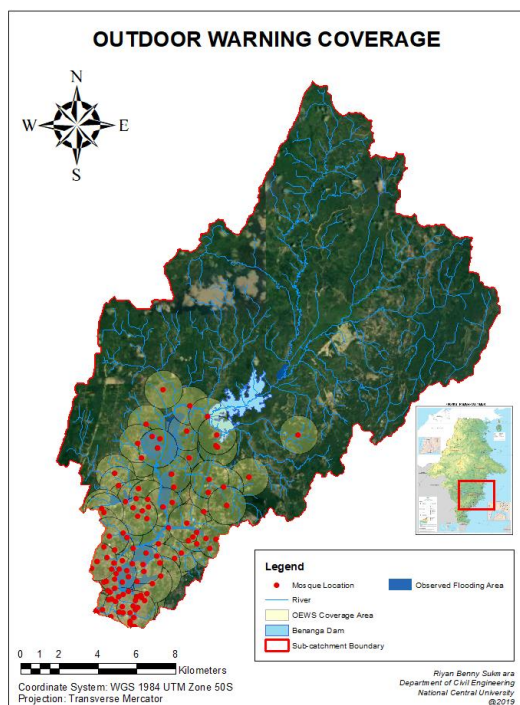 OUTDOOR WARNING COVERAGE
N
W
E
S
Legend
Mosque Location
Observed Flooding Area
River
OEWS Coverage Area
Benanga Dam
Sub-catchment Boundary
0 1 2 4 6 8
Kilometers
Coordinate System: WGS 1984 UTM Zone 50S
Projection: Transverse Mercator
Riyan Benny Sukmara
Department of Civil Engineering
National Central University
@2019